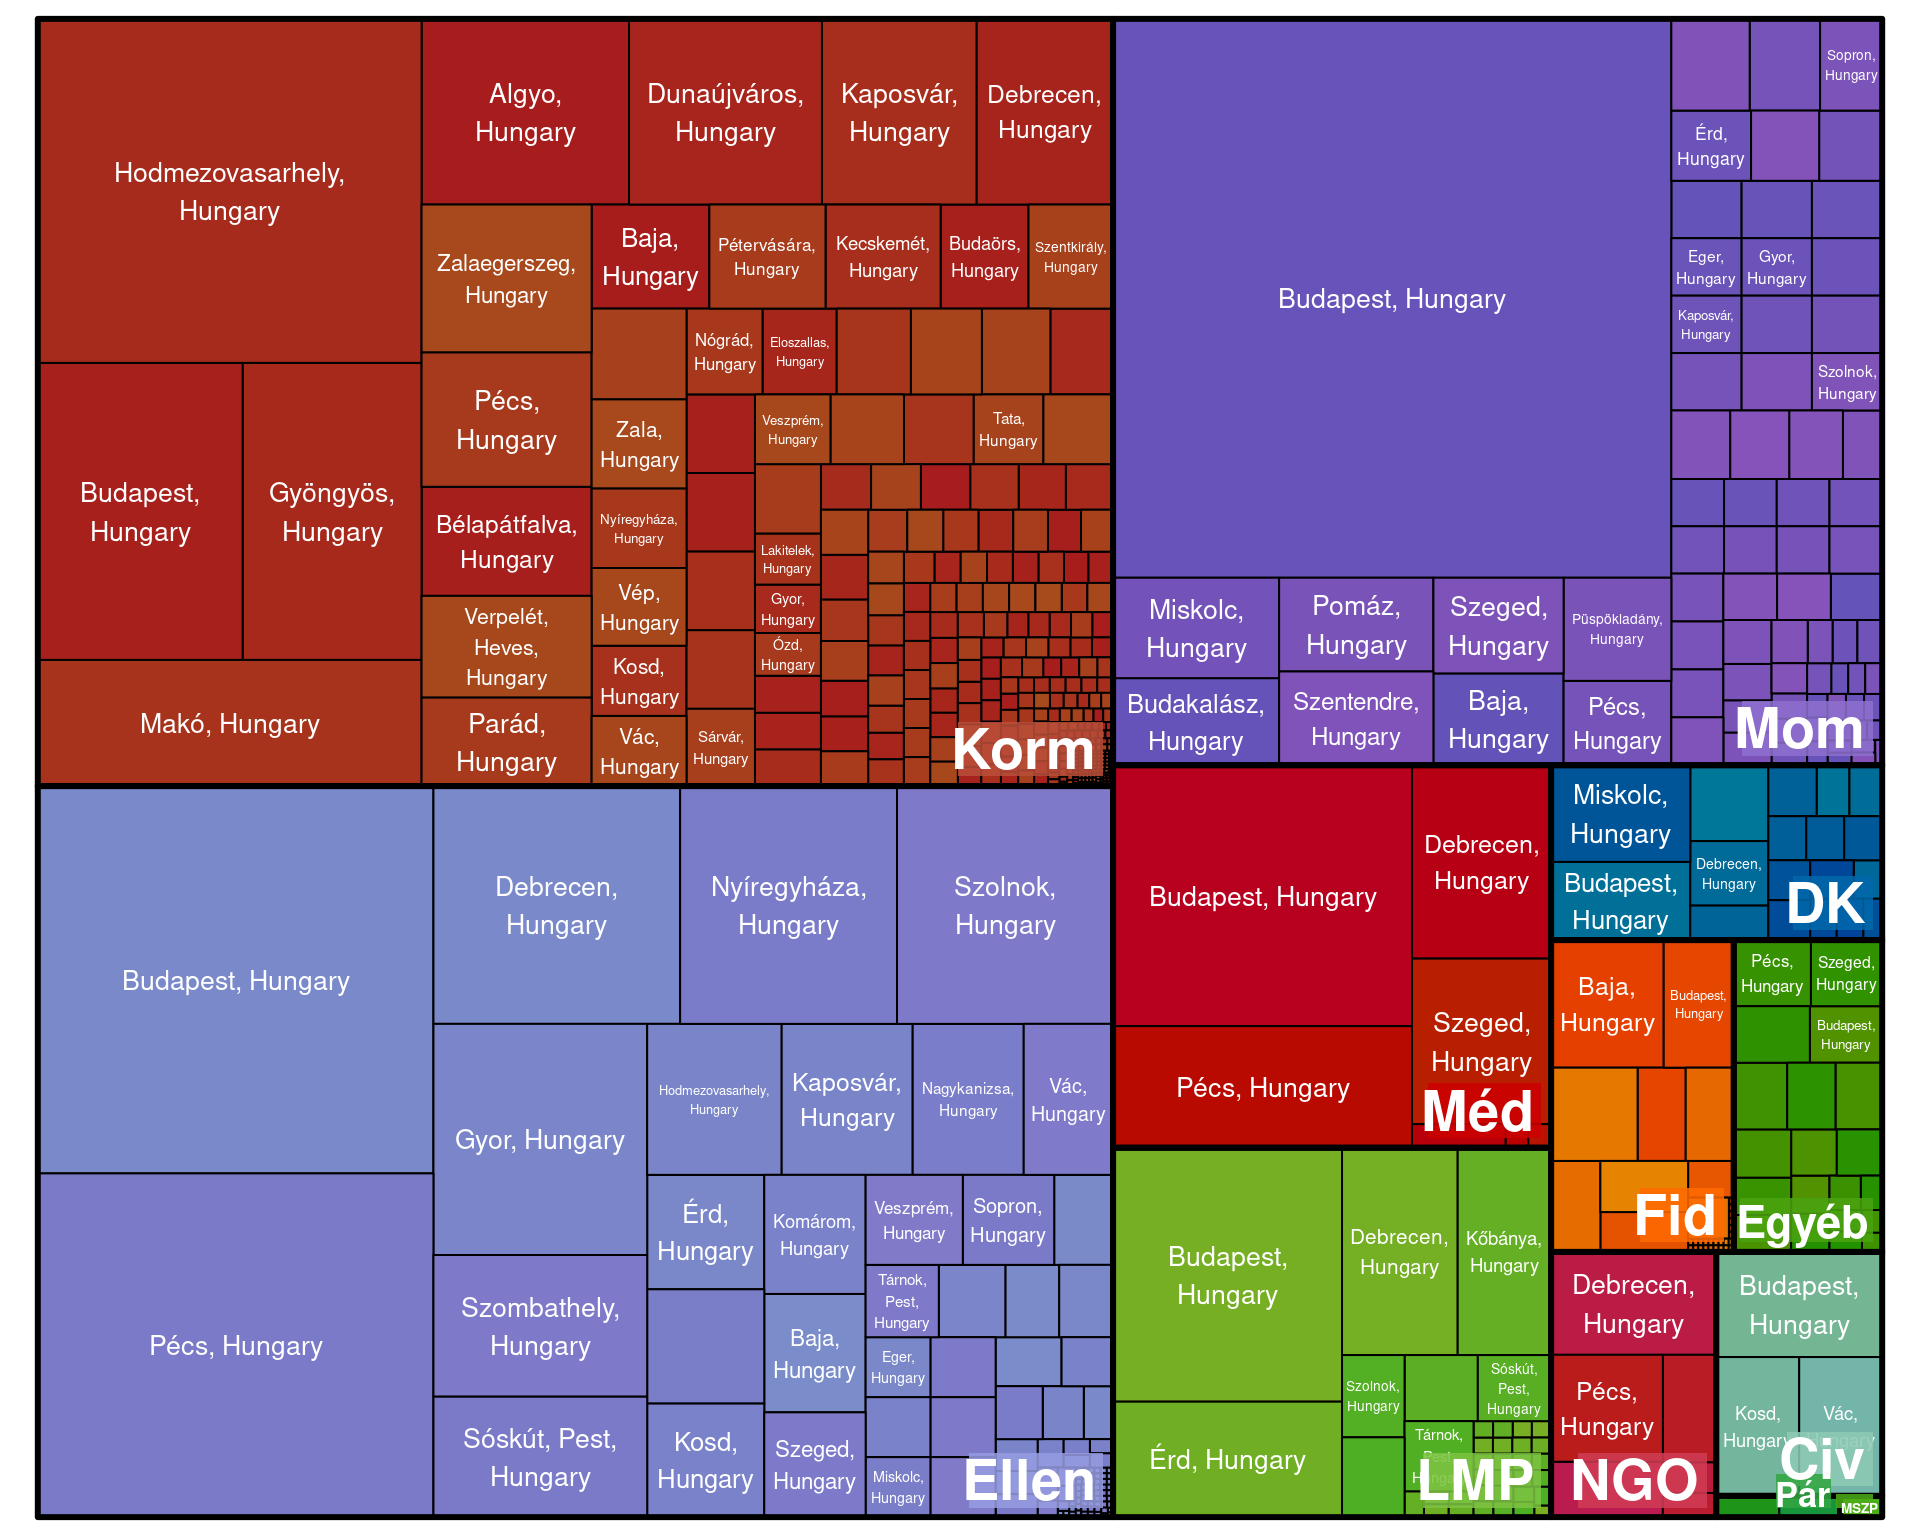 Hodmezovasarhely,
Hungary
Budapest,
Hungary
Gyöngyös,
Hungary
Makó, Hungary
Algyo,
Hungary
Dunaújváros,
Hungary
Kaposvár,
Hungary
Debrecen,
Hungary
Zalaegerszeg,
Hungary
Pécs,
Hungary
Bélapátfalva,
Hungary
Verpelét,
Heves,
Hungary
Parád,
Hungary
Baja,
Hungary
Pétervására,
Hungary
Kecskemét,
Hungary
Budaörs,
Hungary
Szentkirály,
Hungary
Zala,
Hungary
Nyíregyháza,
Hungary
Vép,
Hungary
Kosd,
Hungary
Vác,
Hungary
Nógrád,
Hungary
Eloszallas,
Hungary
Veszprém,
Hungary
Tata,
Hungary
Lakitelek,
Hungary
Gyor,
Hungary
Ózd,
Hungary
Sárvár,
Hungary
Korm
Budapest, Hungary
Miskolc,
Hungary
Budakalász,
Hungary
Pomáz,
Hungary
Szentendre,
Hungary
Szeged,
Hungary
Baja,
Hungary
Püspökladány,
Hungary
Pécs,
Hungary
Sopron,
Hungary
Érd,
Hungary
Eger,
Hungary
Gyor,
Hungary
Kaposvár,
Hungary
Szolnok,
Hungary
Mom
Budapest, Hungary
Pécs, Hungary
Debrecen,
Hungary
Nyíregyháza,
Hungary
Szolnok,
Hungary
Gyor, Hungary
Szombathely,
Hungary
Sóskút, Pest,
Hungary
Hodmezovasarhely,
Hungary
Kaposvár,
Hungary
Nagykanizsa,
Hungary
Vác,
Hungary
Érd,
Hungary
Kosd,
Hungary
Komárom,
Hungary
Baja,
Hungary
Szeged,
Hungary
Veszprém,
Hungary
Sopron,
Hungary
Tárnok,
Pest,
Hungary
Eger,
Hungary
Miskolc,
Hungary
Ellen
Budapest, Hungary
Pécs, Hungary
Debrecen,
Hungary
Szeged,
Hungary
Méd
Miskolc,
Hungary
Budapest,
Hungary
Debrecen,
Hungary
DK
Baja,
Hungary
Budapest,
Hungary
Fid
Pécs,
Hungary
Szeged,
Hungary
Budapest,
Hungary
Egyéb
Budapest,
Hungary
Érd, Hungary
Debrecen,
Hungary
Kőbánya,
Hungary
Szolnok,
Hungary
Sóskút,
Pest,
Hungary
Tárnok,
Pest,
Hungary
LMP
Debrecen,
Hungary
Pécs,
Hungary
NGO
Budapest,
Hungary
Kosd,
Hungary
Vác,
Hungary
Civ
Pár
MSZP